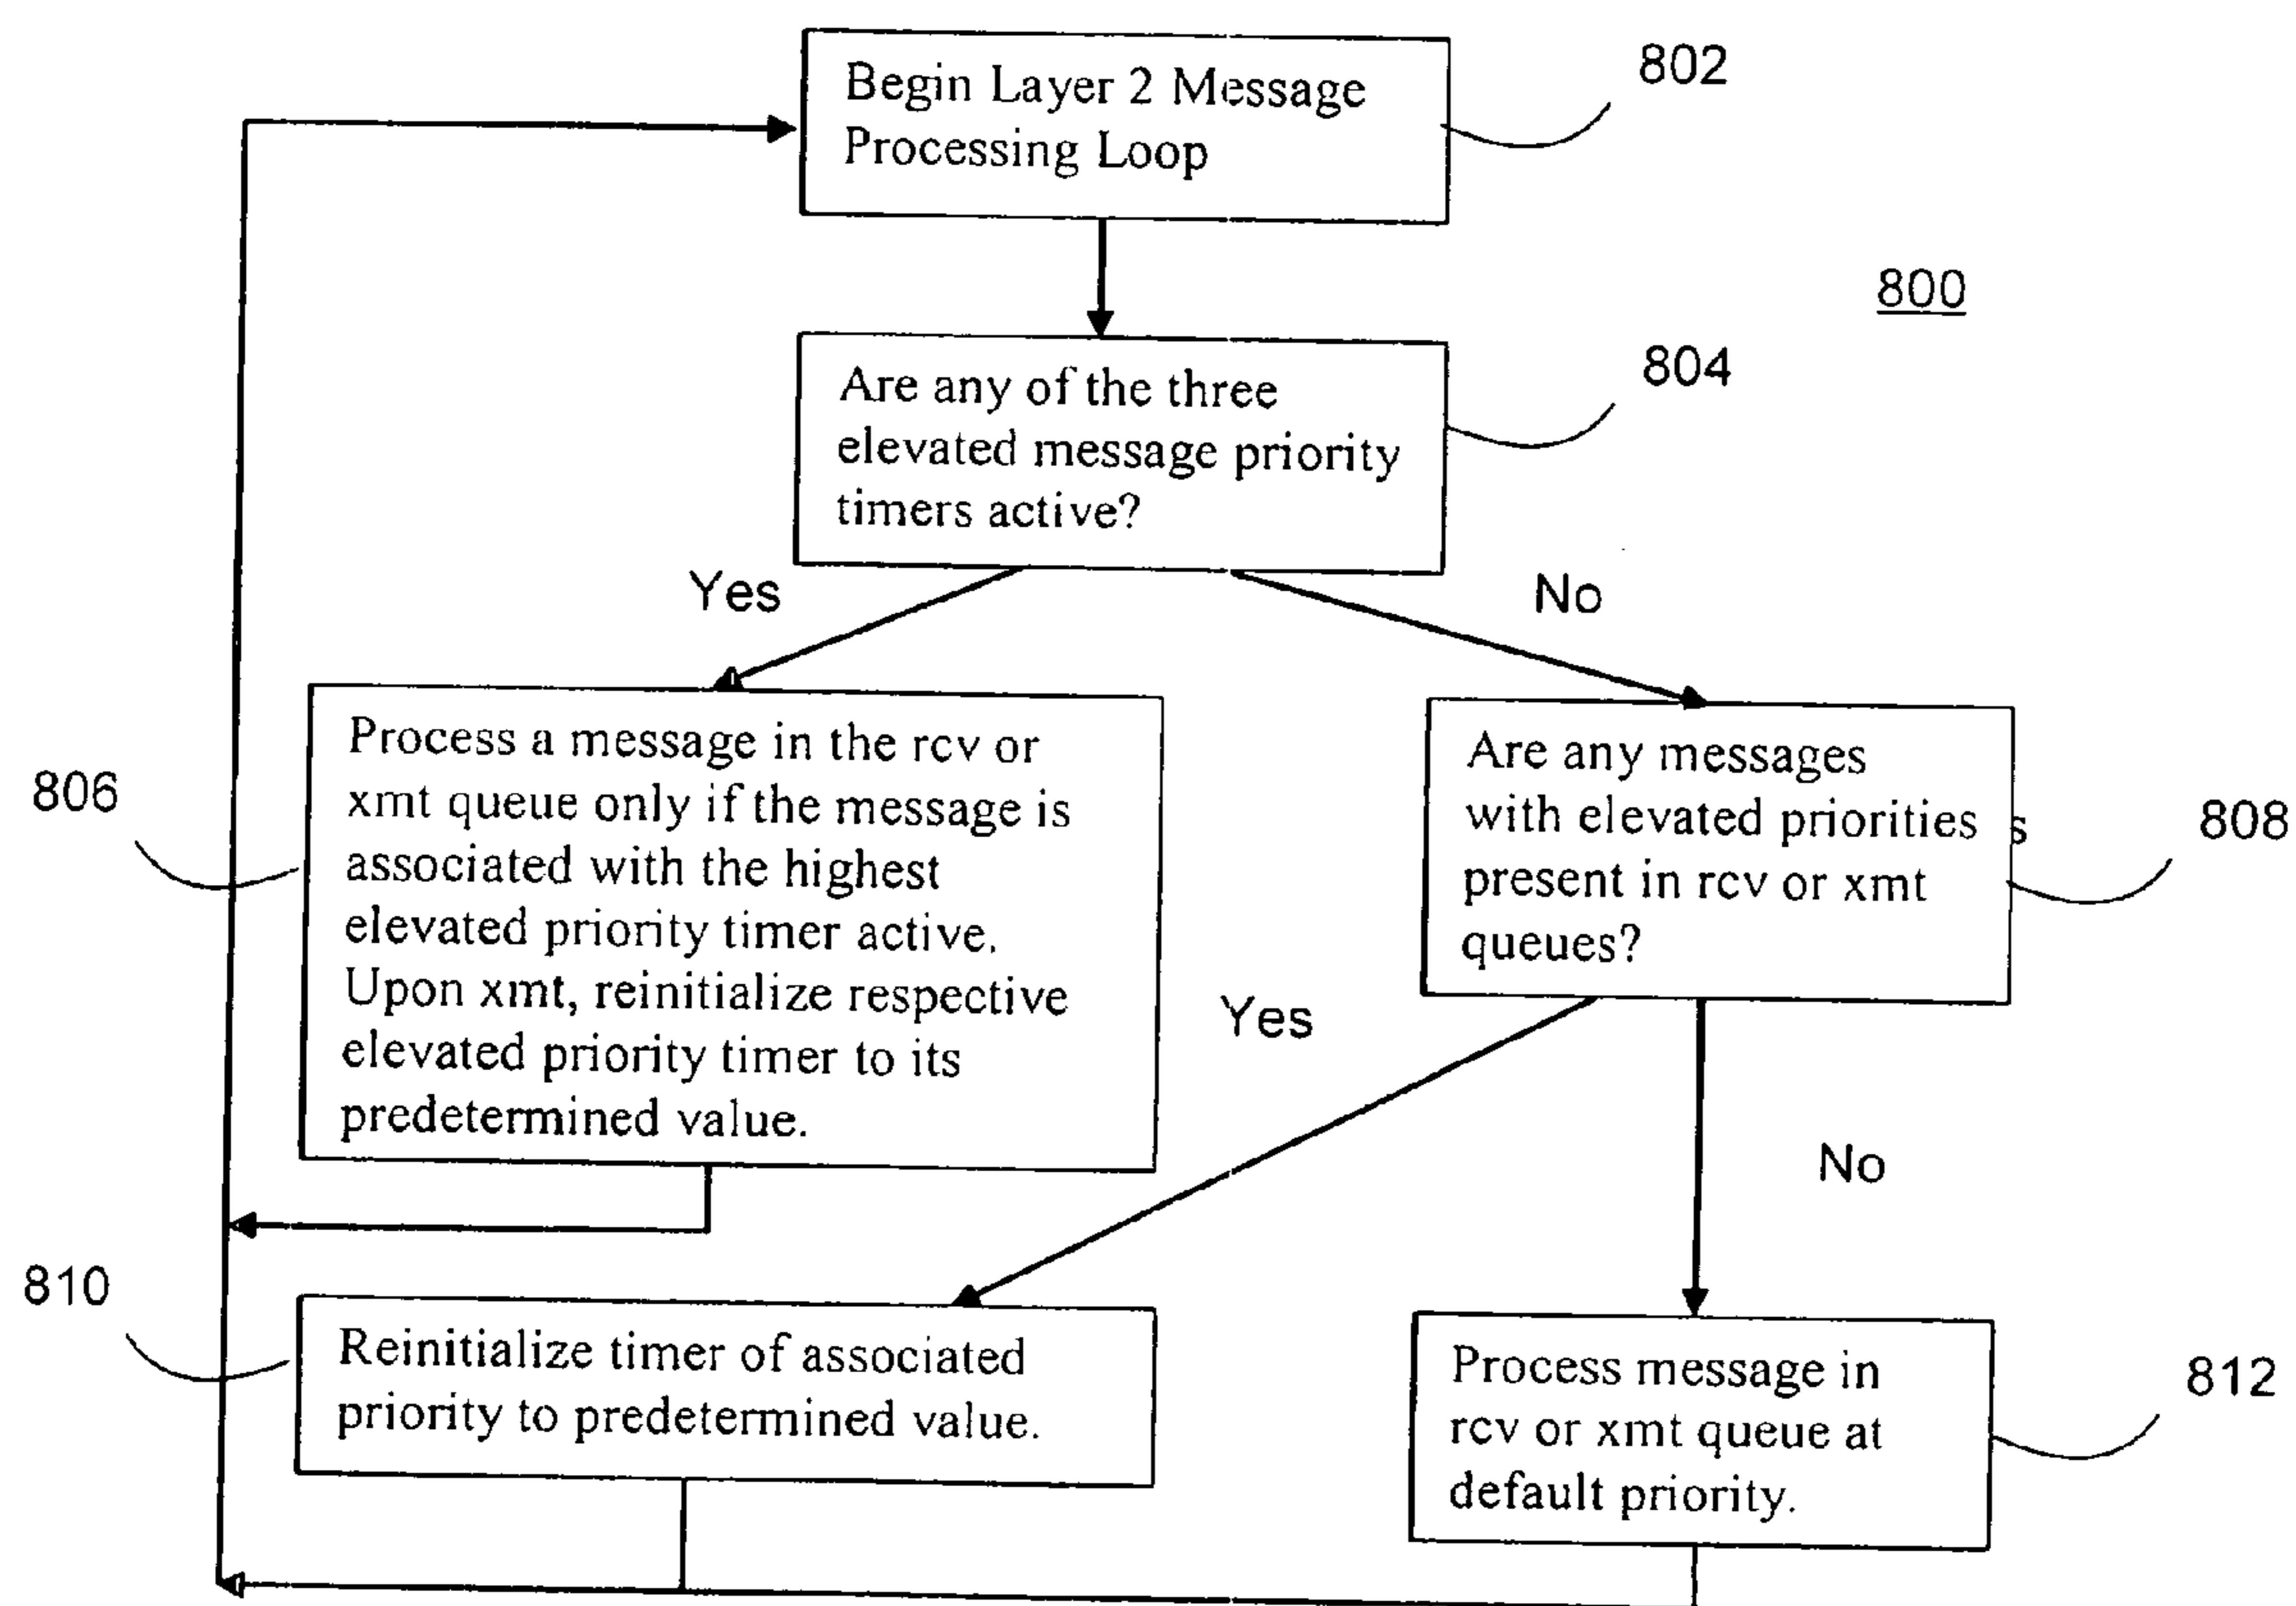 Begin Layer 2 Message
Processing Loop
802
800
Are any of the three
elevated message priority
timers active?
804
Yes
No
Process a message in the rcv or
xmt queue only if the message is
associated with the highest
elevated priority timer active.
Upon xmt, reinitialize respective
elevated priority timer to its
predetermined value.
806
Are any messages
with elevated priorities s
present in rcv or xmt
queues?
808
Yes
No
810
Reinitialize timer of associated
priority to predetermined value.
Process message in
rcv or xmt queue at
default priority.
812